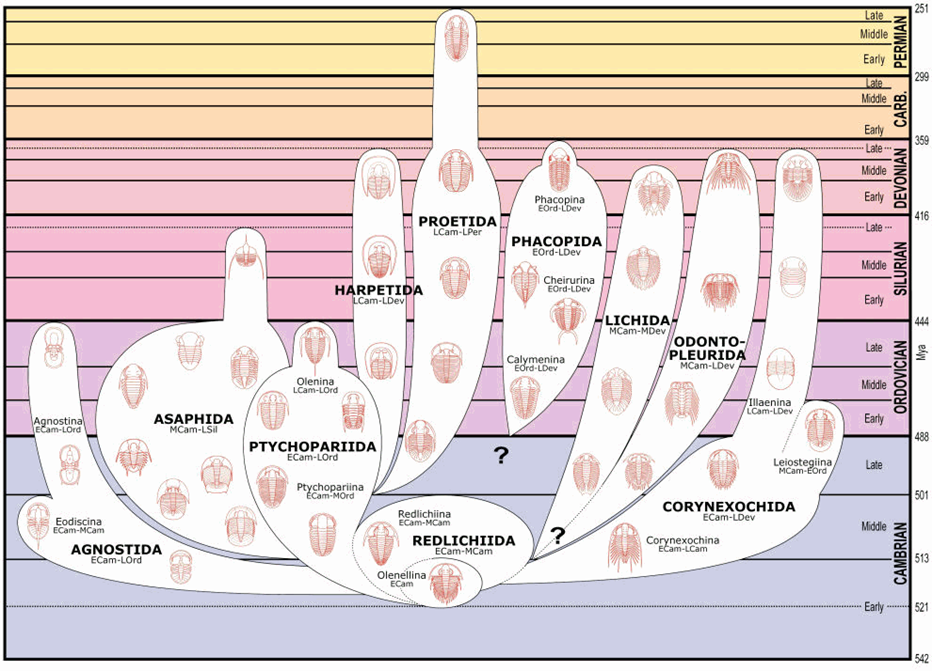 251
Late
Middle
Early
PERMIAN
299
Late
Middle
Early
CARB.
359
Late
Middle
Early
DEVONIAN
416
Late
Middle
Early
SILURIAN
444
Mya
Late
Middle
Early
ORDOVICIAN
488
Late
501
Middle
513
Early
521
CAMBRIAN
542
PROETIDA
LCam-LPer
Phacopina
EOrd-LDev
PHACOPIDA
EOrd-LDev
Cheirurina
EOrd-LDev
Calymenina
EOrd-LDev
HARPETIDA
LCam-LDev
LICHIDA
MCam-MDev
ODONTO-
PLEURIDA
MCam-LDev
Illaenina
LCam-LDev
Leiostegiina
MCam-EOrd
CORYNEXOCHIDA
ECam-LDev
Corynexochina
ECam-LCam
Agnostina
ECam-LOrd
Eodiscina
ECam-MCam
AGNOSTIDA
ECam-LOrd
ASAPHIDA
MCam-LSil
Olenina
LCam-LOrd
PTYCHOPARIIDA
ECam-LOrd
Ptychopariina
ECam-MOrd
Redlichiina
ECam-MCam
REDLICHIIDA
ECam-MCam
Olenellina
ECam
?
?